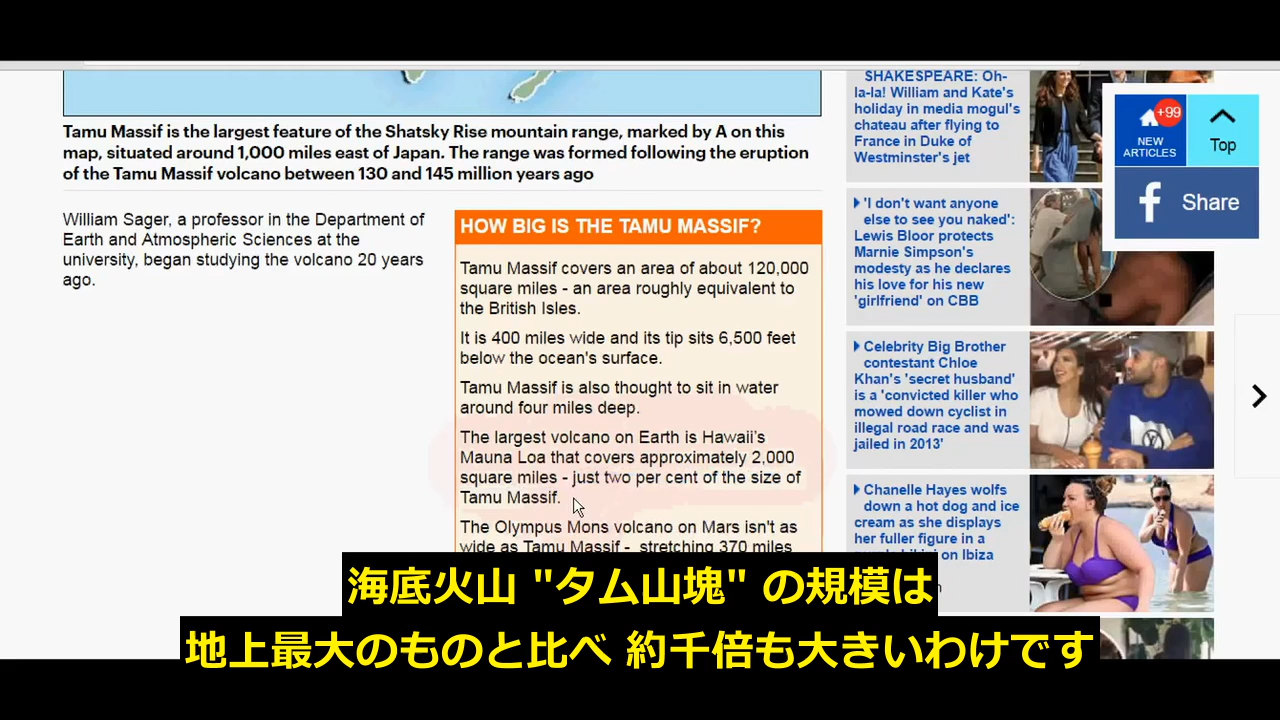 Tamu Massif is the largest feature of the Shatsky Rise mountain range, marked by A on this
map, situated around 1,000 miles east of Japan. The range was formed following the eruption
of the Tamu Massif volcano between 130 and 145 million years ago
William Sager, a professor in the Department of
Earth and Atmospheric Sciences at the
university, began studying the volcano 20 years
ago.
HOW BIG IS THE TAMU MASSIF?
Tamu Massif covers an area of about 120,000
square miles - an area roughly equivalent to
the British Isles.
It is 400 miles wide and its tip sits 6,500 feet
below the ocean's surface.
Tamu Massif is also thought to sit in water
around four miles deep.
The largest volcano on Earth is Hawaii's
Mauna Loa that covers approximately 2,000
square miles - just two per cent of the size of
Tamu Massif.
The Olympus Mons volcano on Mars isn't as
wide as Tamu Massif - stretching 370 miles
SHAKESPEARE: Oh-
la-la! William and Kate's
holiday in media mogul's
chateau after flying to
France in Duke of
Westminster's jet
'I don't want anyone
else to see you naked':
Lewis Bloor protects
Marnie Simpson's
modesty as he declares
his love for his new
'girlfriend' on CBB
Celebrity Big Brother
contestant Chloe
Khan's 'secret husband'
is a 'convicted killer who
mowed down cyclist in
illegal road race and was
jailed in 2013'
Chanelle Hayes wolfs
down a hot dog and ice
cream as she displays
her fuller figure in a
on Ibiza
+99
NEW
ARTICLES
Top
Share
海底火山 "タム山塊" の規模は
地上最大のものと比べ 約千倍も大きいわけです